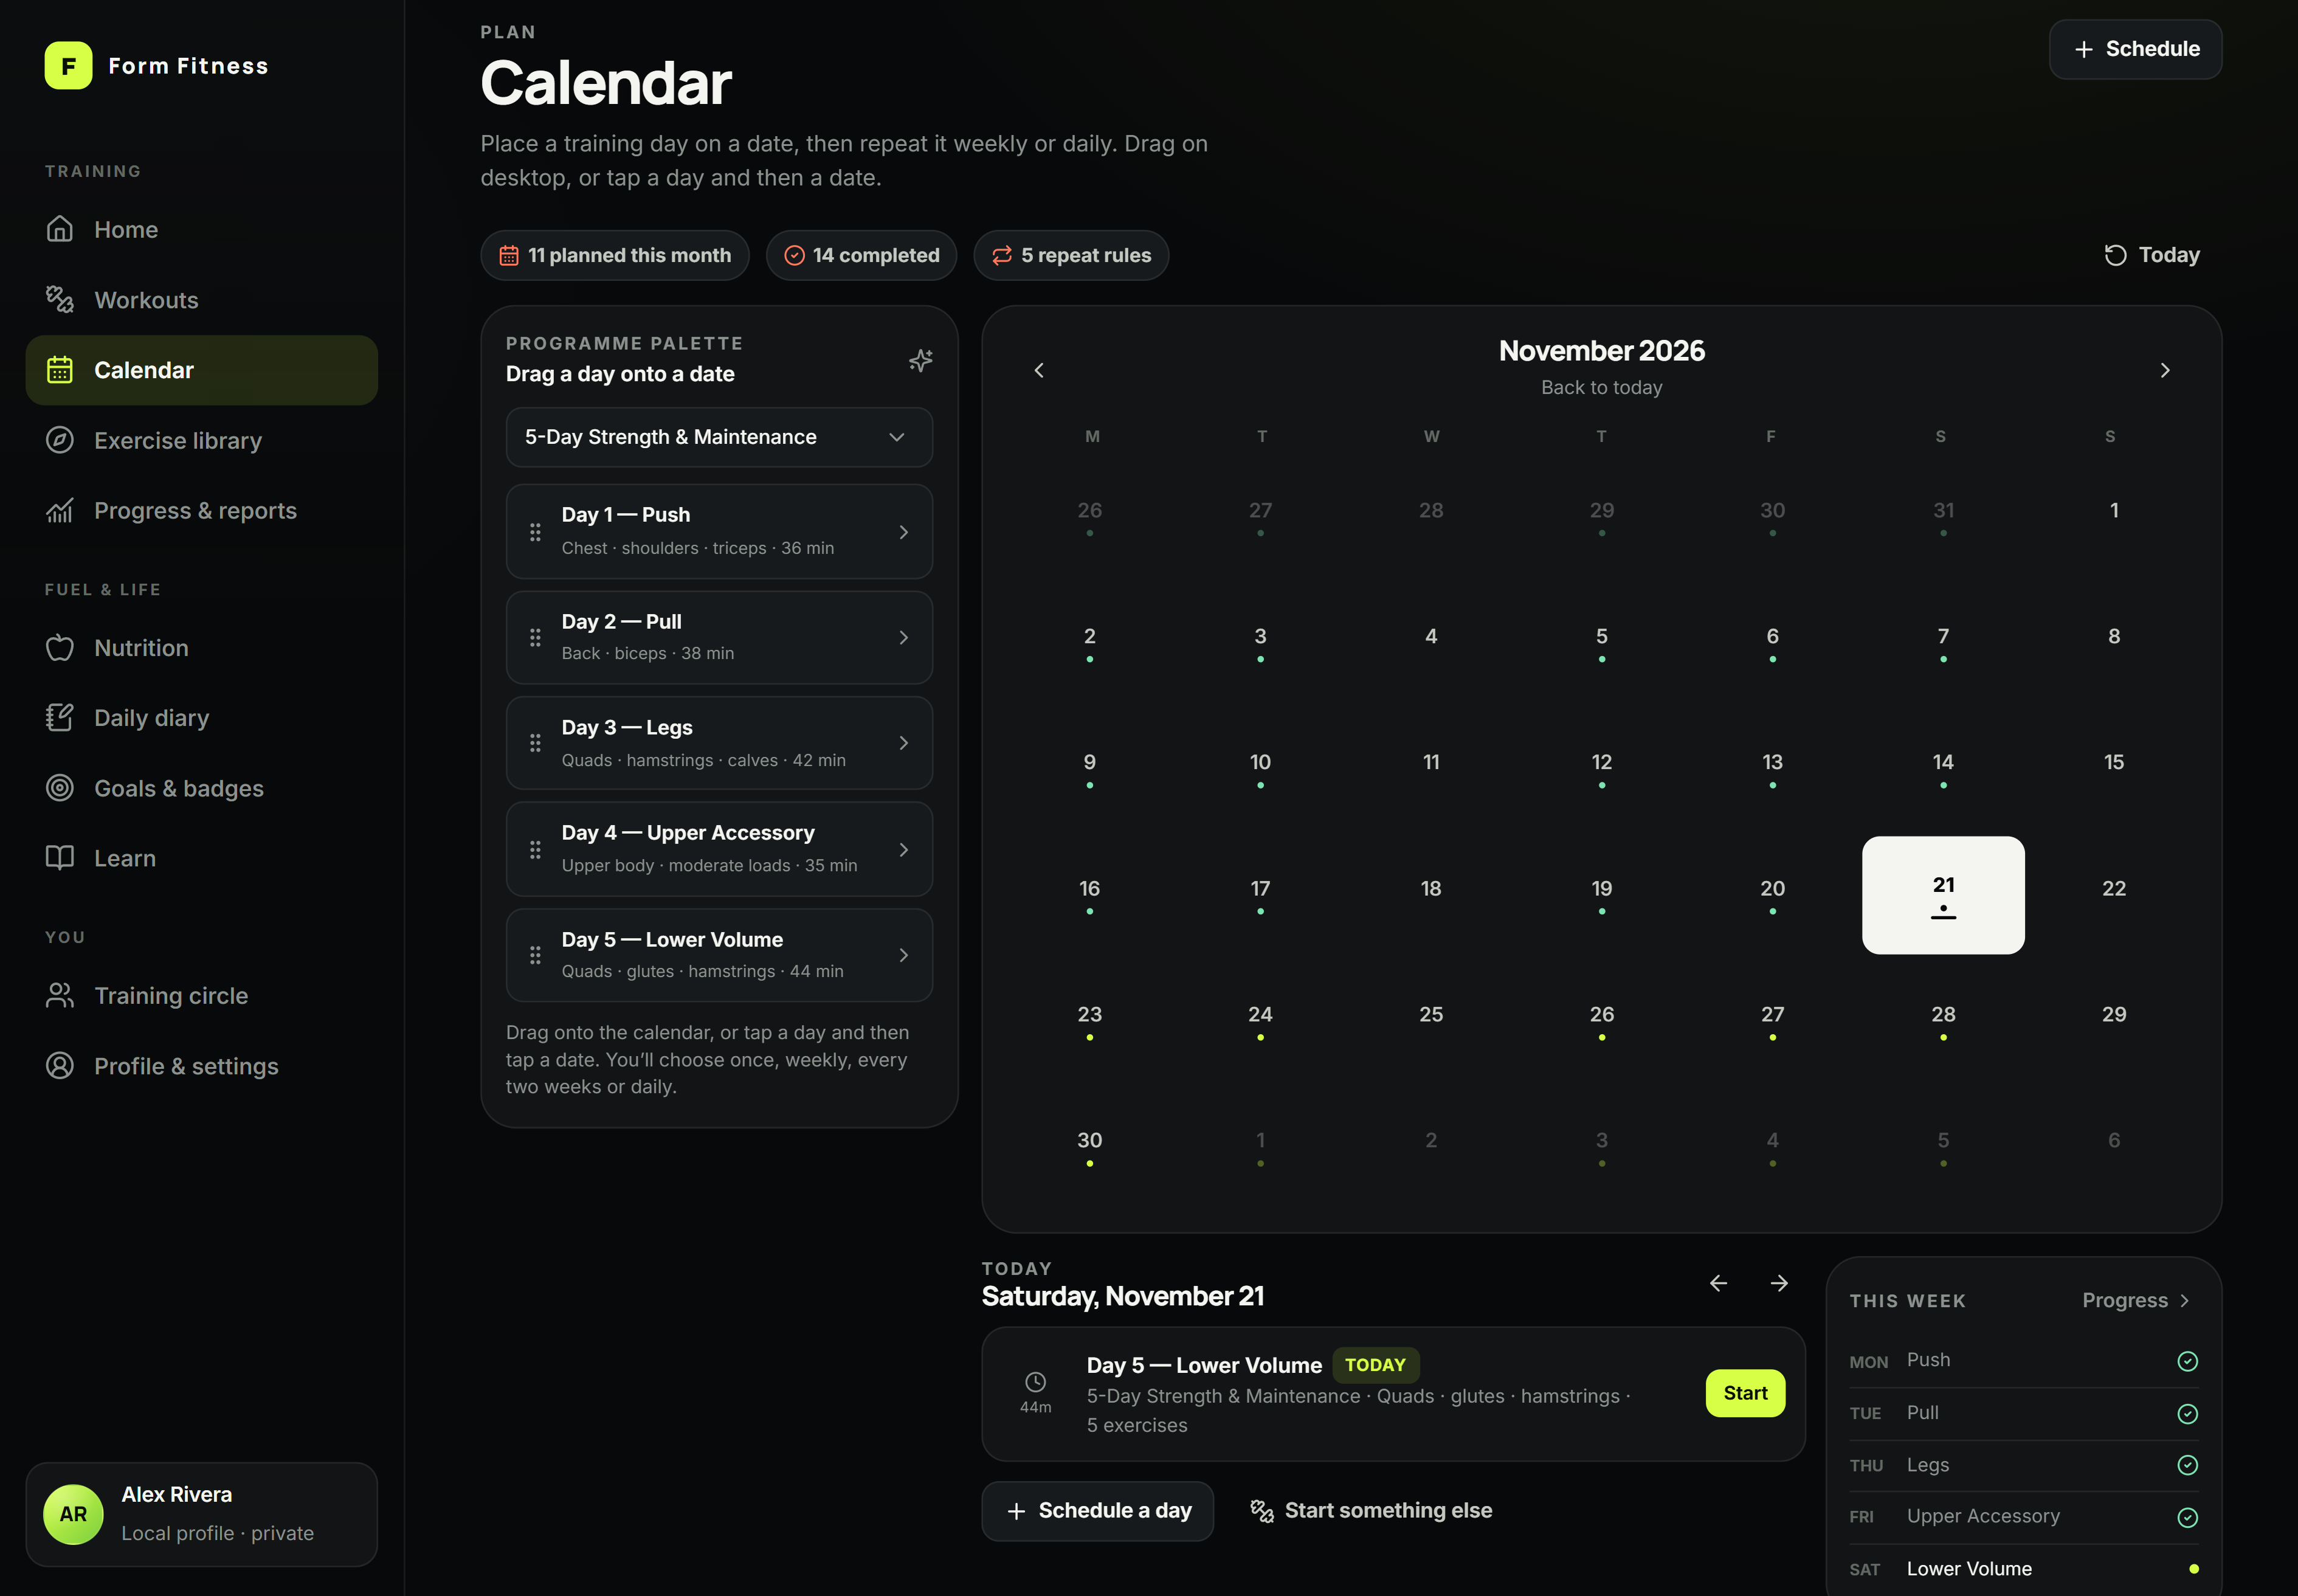 F Form Fitness
TRAINING
Home
Workouts
Calendar
Exercise library
Progress & reports
FUEL & LIFE
Nutrition
Daily diary
Goals & badges
Learn
YOU
Training circle
Profile & settings
AR
Alex Rivera
Local profile · private
PLAN
Calendar
Place a training day on a date, then repeat it weekly or daily. Drag on
desktop, or tap a day and then a date.
+ Schedule
11 planned this month
14 completed
5 repeat rules
Today
PROGRAMME PALETTE
Drag a day onto a date
5-Day Strength & Maintenance
Day 1 — Push
Chest · shoulders · triceps · 36 min
Day 2 — Pull
Back · biceps · 38 min
Day 3 — Legs
Quads · hamstrings · calves · 42 min
Day 4 — Upper Accessory
Upper body · moderate loads · 35 min
Day 5 — Lower Volume
Quads · glutes · hamstrings · 44 min
Drag onto the calendar, or tap a day and then
tap a date. You’ll choose once, weekly, every
two weeks or daily.
November 2026
Back to today
M T W T F S S
26 27 28 29 30 31 1
2 3 4 5 6 7 8
9 10 11 12 13 14 15
16 17 18 19 20 21 22
23 24 25 26 27 28 29
30 1 2 3 4 5 6
TODAY
Saturday, November 21
44m
Day 5 — Lower Volume TODAY
5-Day Strength & Maintenance · Quads · glutes · hamstrings ·
5 exercises
Start
+ Schedule a day
Start something else
THIS WEEK
Progress
MON Push
TUE Pull
THU Legs
FRI Upper Accessory
SAT Lower Volume